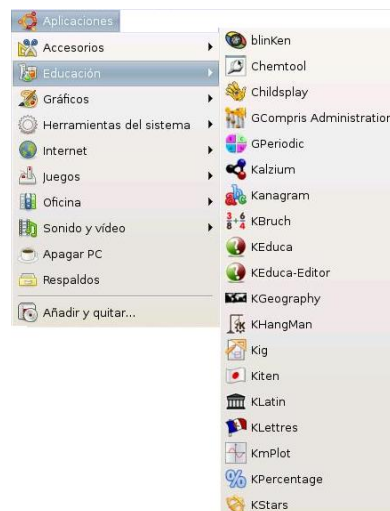 Aplicaciones
Accesorios
Educación
Gráficos
Herramientas del sistema
Internet
Juegos
Oficina
Sonido y vídeo
Apagar PC
Respaldos
Añadir y quitar...
blinKen
Chemtool
Childsplay
GCompris Administration
GPeriodic
Kalzium
Kanagram
KBruch
KEduca
KEduca-Editor
KGeography
KHangMan
Kig
Kiten
KLatin
KLettres
KmPlot
KPercentage
KStars